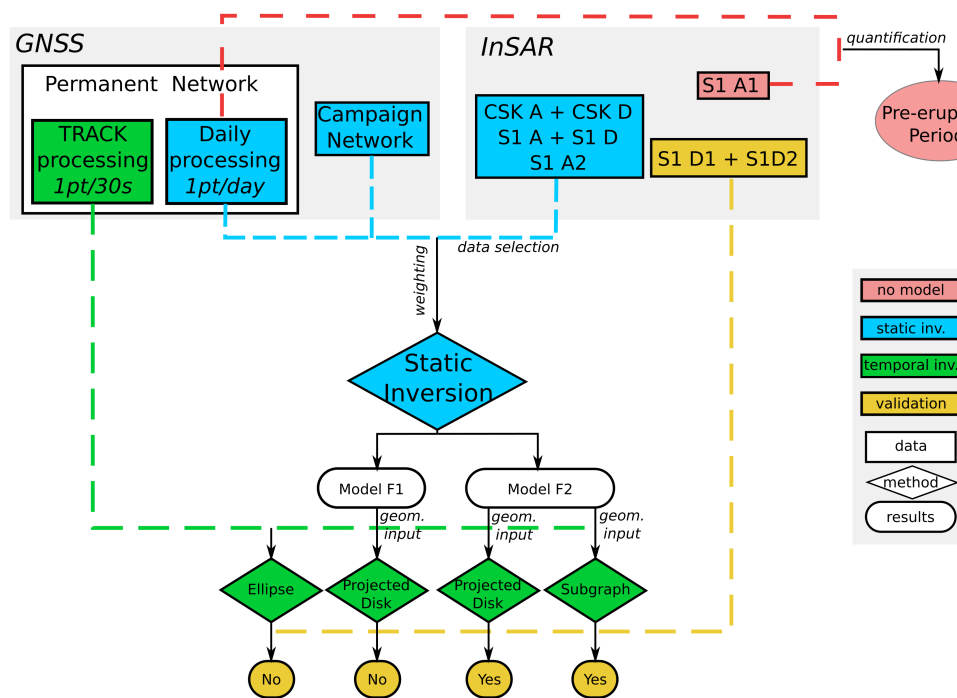 GNSS
InSAR
quantification
Permanent Network
S1 A1
TRACK
processing
1pt/30s
Daily
processing
1pt/day
Campaign
Network
CSK A + CSK D
S1 A + S1 D
S1 A2
S1 D1 + S1D2
Pre-erup
Perio
data selection
weighting
no model
static inv.
temporal inv.
validation
data
method
results
Static
Inversion
Model F1
Model F2
geom.
input
geom.
input
geom.
input
Ellipse
Projected
Disk
Projected
Disk
Subgraph
No
No
Yes
Yes